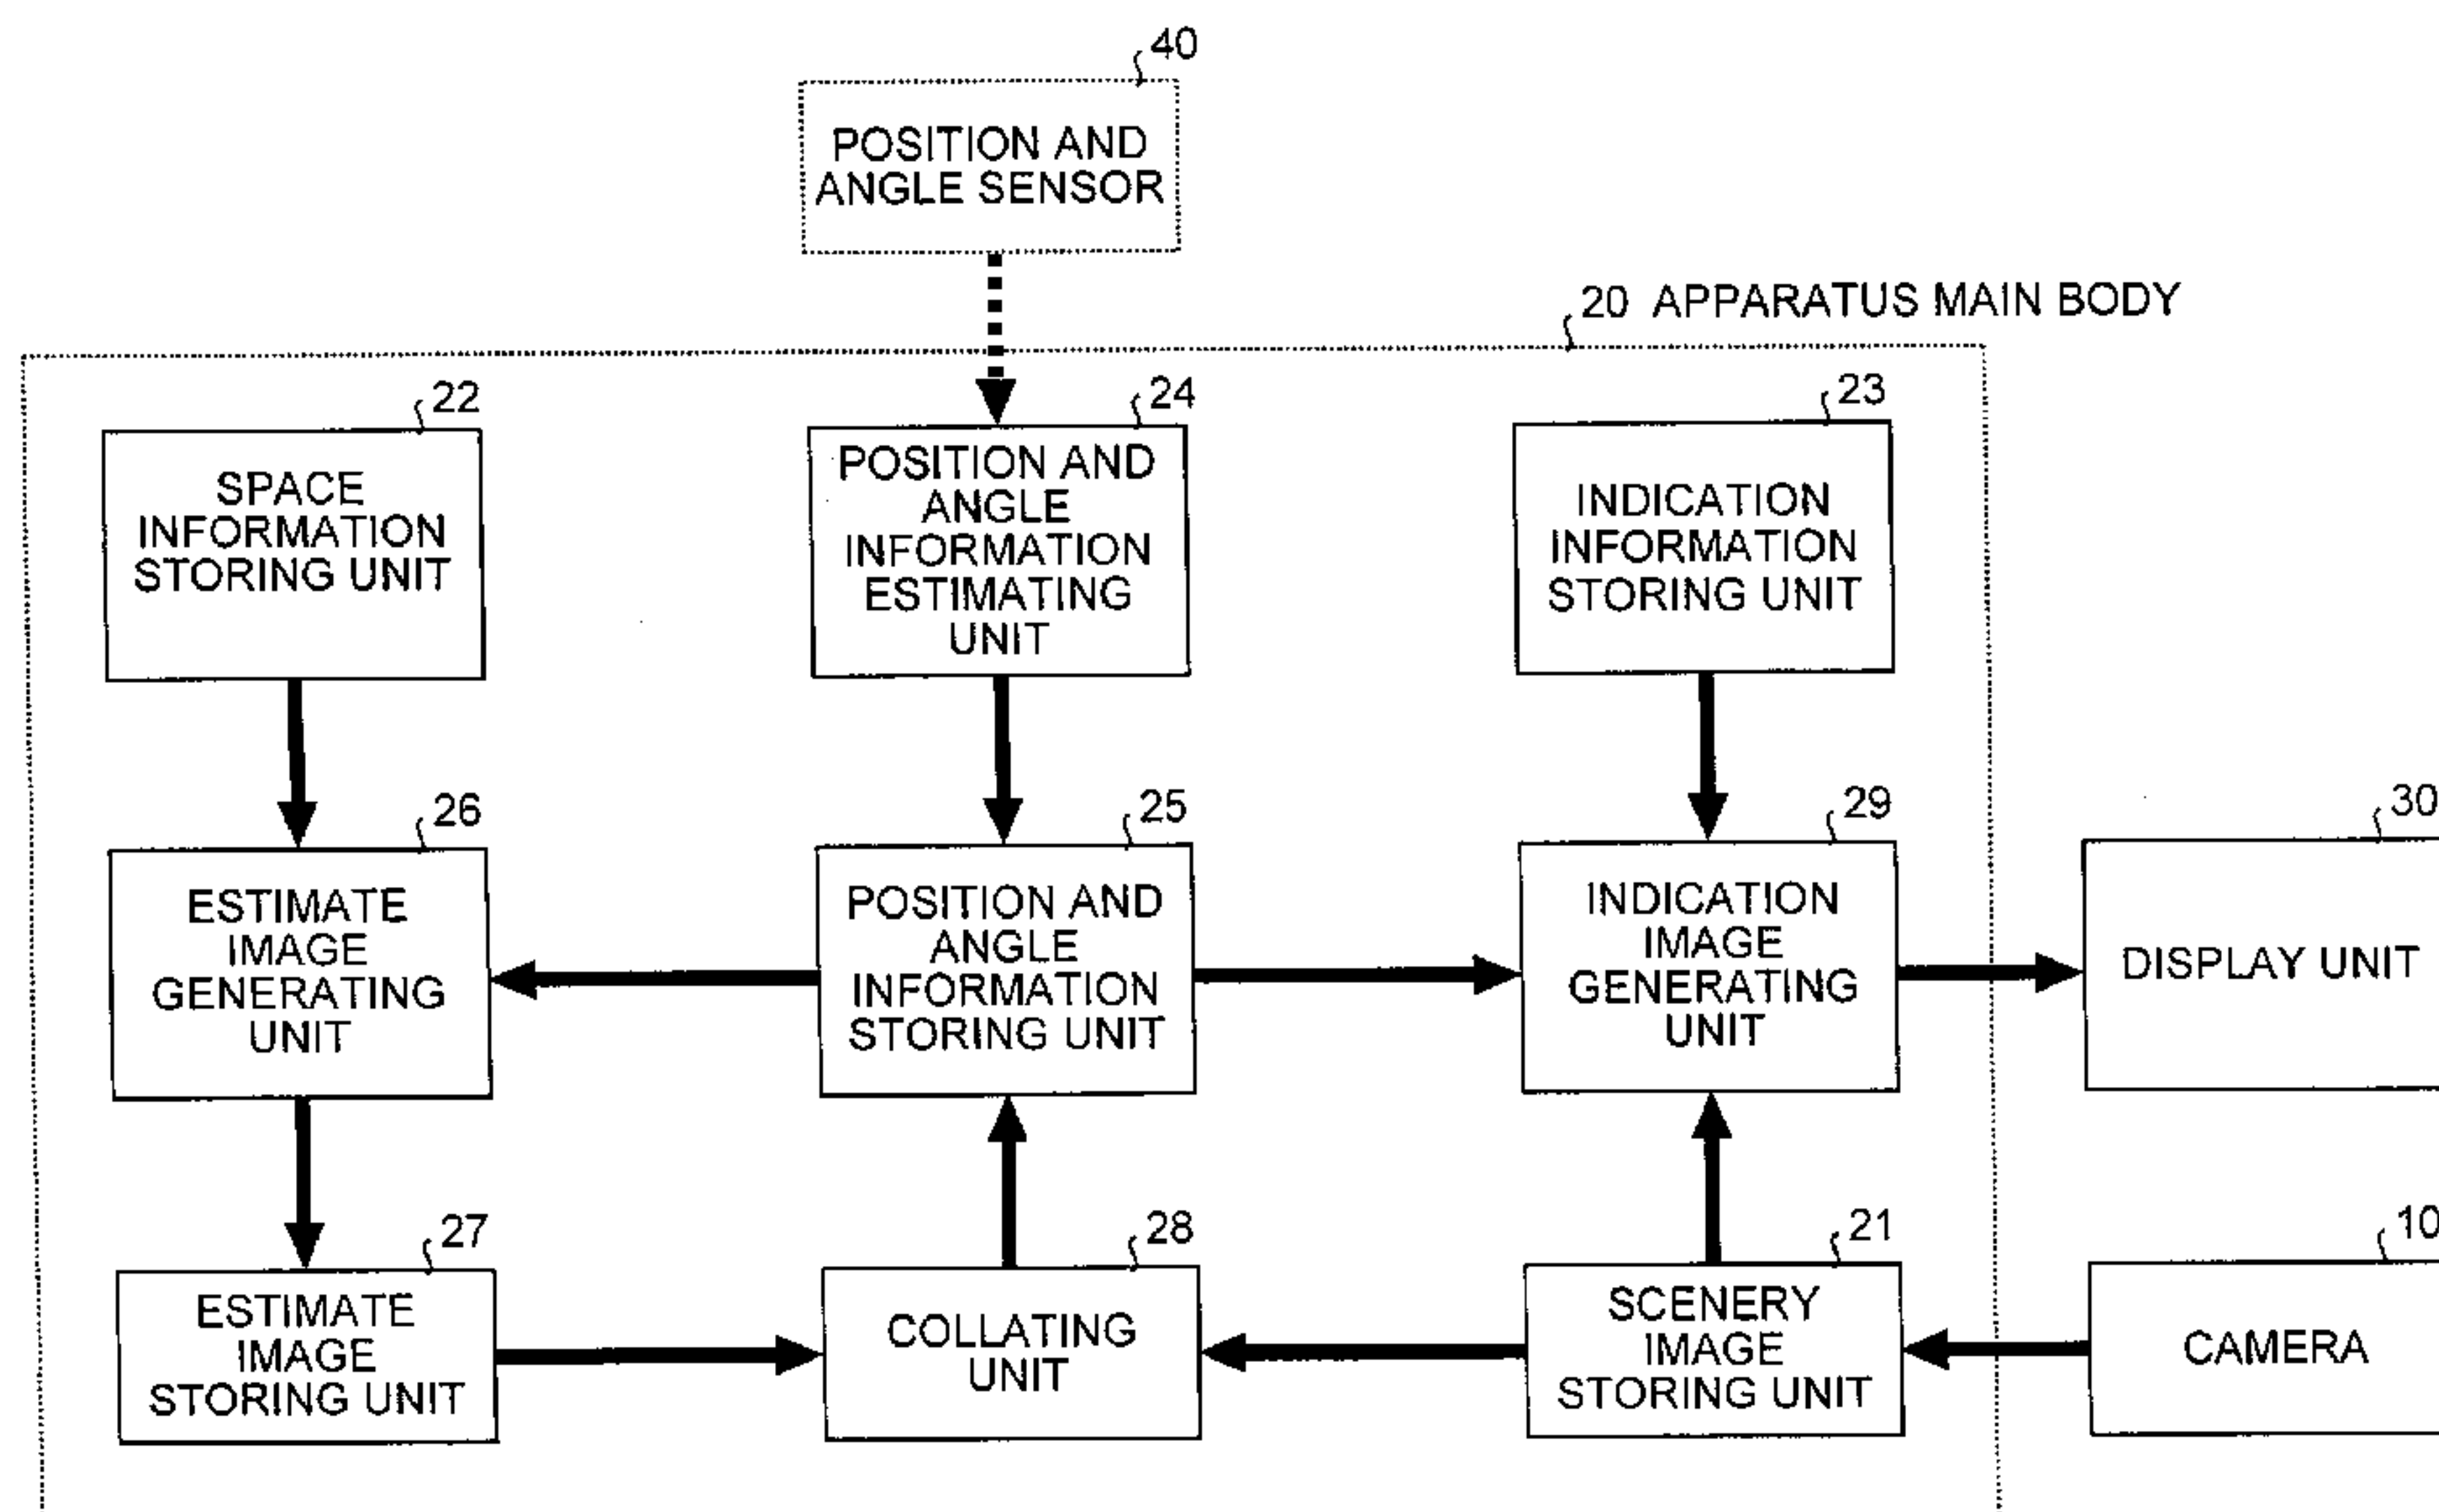 40
POSITION AND
ANGLE SENSOR
20 APPARATUS MAIN BODY
22
SPACE
INFORMATION
STORING UNIT
24
POSITION AND
ANGLE
INFORMATION
ESTIMATING
UNIT
23
INDICATION
INFORMATION
STORING UNIT
26
ESTIMATE
IMAGE
GENERATING
UNIT
25
POSITION AND
ANGLE
INFORMATION
STORING UNIT
29
INDICATION
IMAGE
GENERATING
UNIT
30
DISPLAY UNIT
27
ESTIMATE
IMAGE
STORING UNIT
28
COLLATING
UNIT
21
SCENERY
IMAGE
STORING UNIT
10
CAMERA